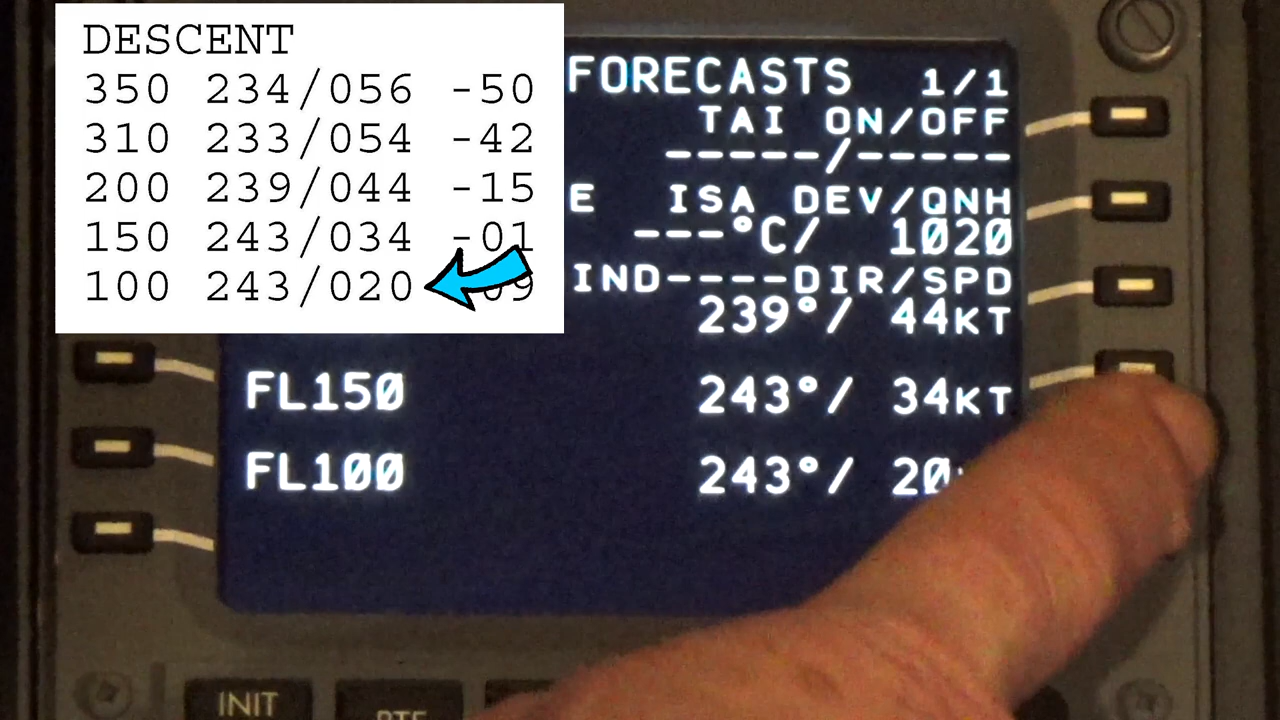 DESCENT
350 234/056 -50
310 233/054 -42
200 239/044 -15
150 243/034 -01
100 243/020
FORECASTS 1/1
TAI ON/OFF
-----/-----
E ISA DEV/QNH
---°C/ 1020
IND----DIR/SPD
239°/ 44KT
FL150 243°/ 34KT
FL100 243°/ 20
INIT